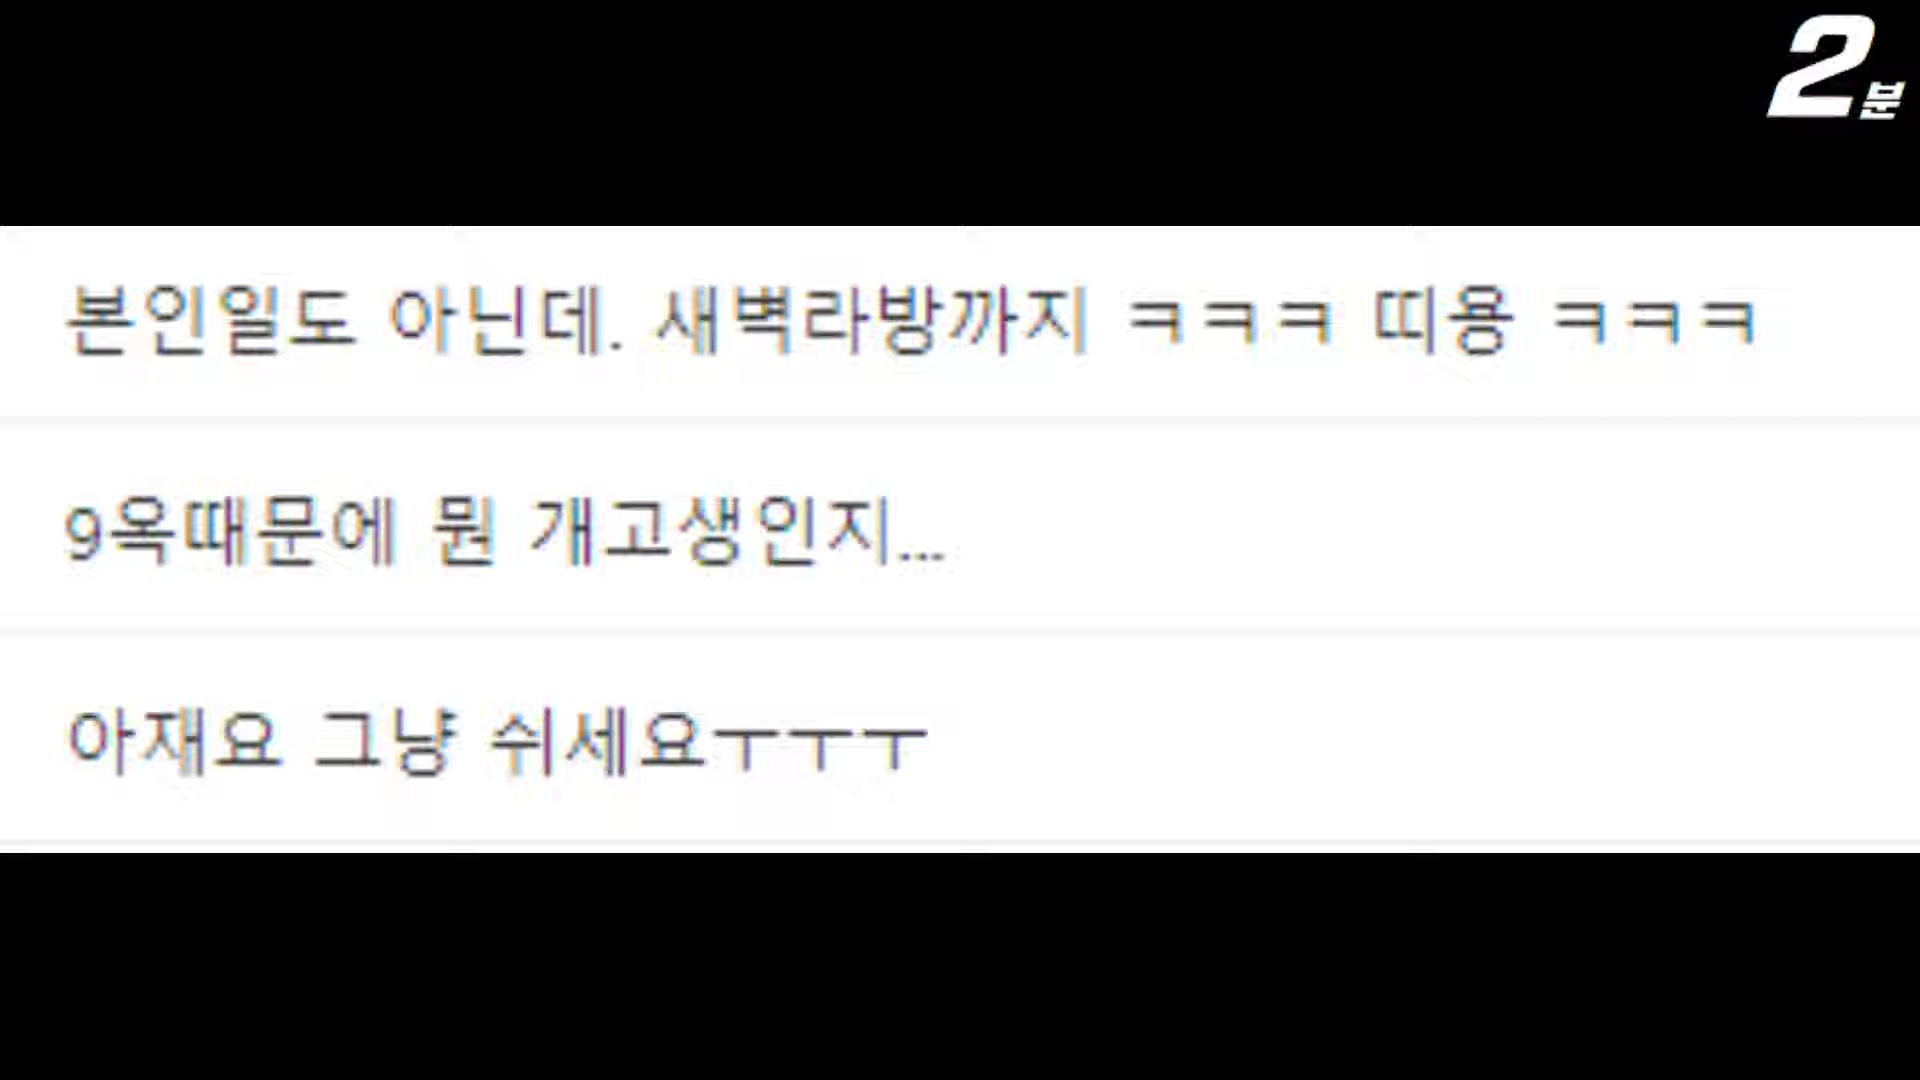 2분
본인일도 아닌데. 새벽라방까지 ㅋㅋㅋ 띠용 ㅋㅋㅋ
9옥때문에 뭔 개고생인지...
아재요 그냥 쉬세요ㅜㅜㅜ